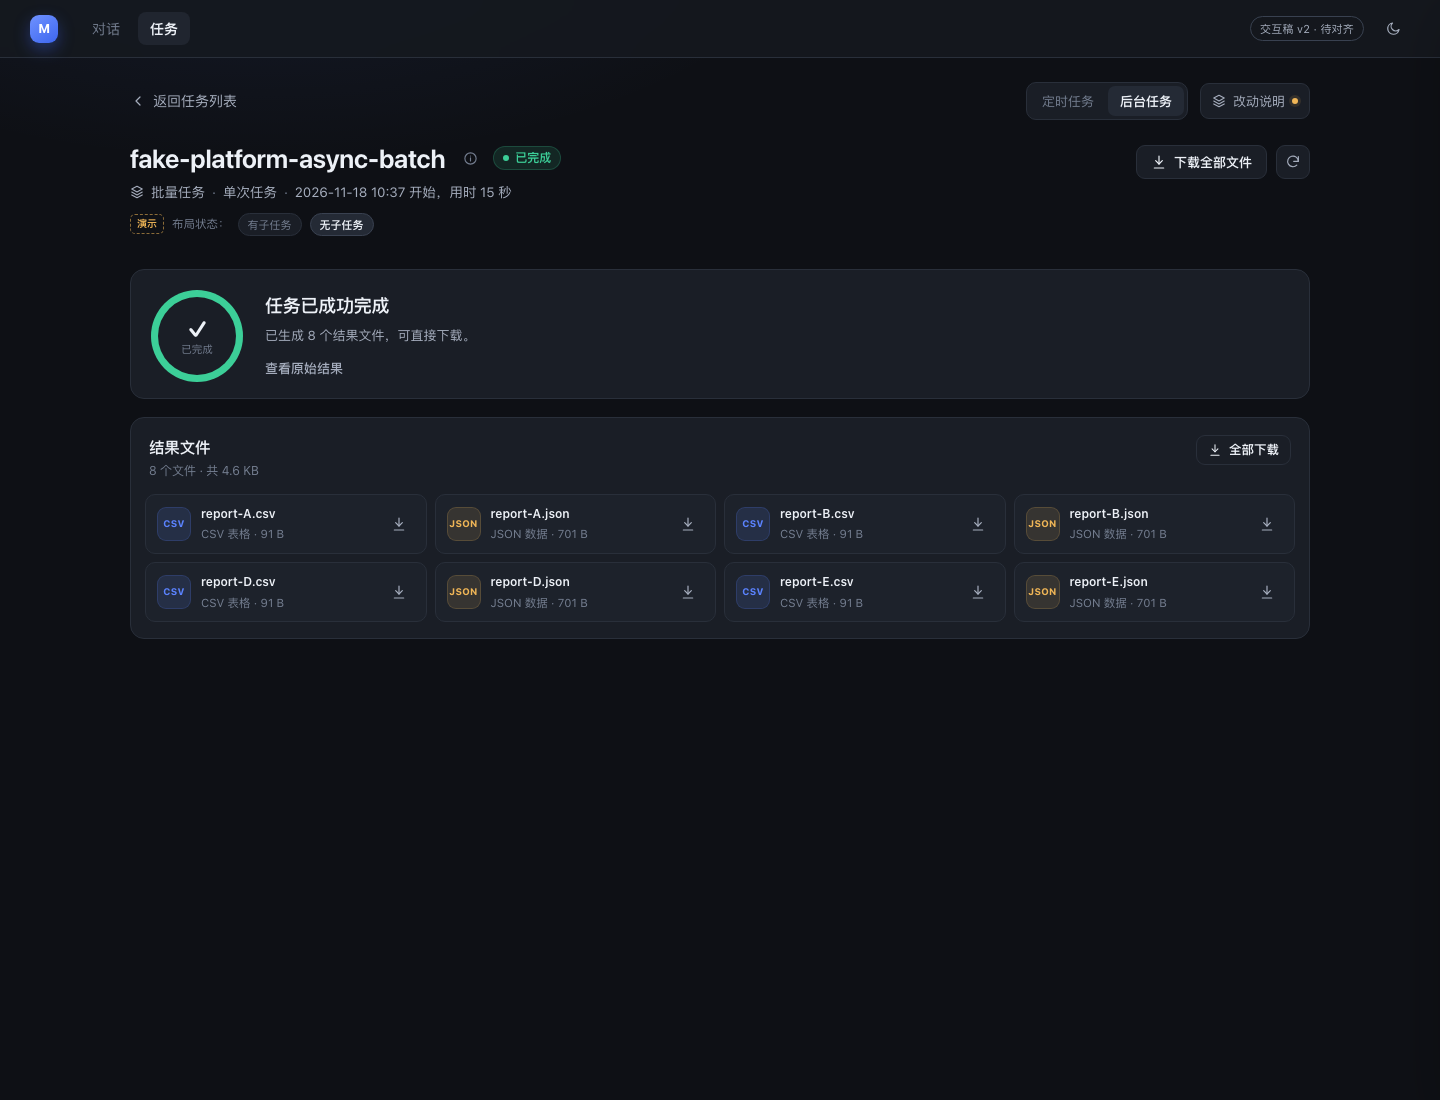 M 对话 任务 交互稿 v2 · 待对齐
返回任务列表 定时任务 后台任务 改动说明
fake-platform-async-batch 已完成 下载全部文件
批量任务 · 单次任务 · 2026-11-18 10:37 开始，用时 15 秒
演示 布局状态： 有子任务 无子任务
任务已成功完成
已生成 8 个结果文件，可直接下载。
已完成
查看原始结果
结果文件
8 个文件 · 共 4.6 KB
全部下载
CSV report-A.csv
CSV 表格 · 91 B
JSON report-A.json
JSON 数据 · 701 B
CSV report-B.csv
CSV 表格 · 91 B
JSON report-B.json
JSON 数据 · 701 B
CSV report-D.csv
CSV 表格 · 91 B
JSON report-D.json
JSON 数据 · 701 B
CSV report-E.csv
CSV 表格 · 91 B
JSON report-E.json
JSON 数据 · 701 B